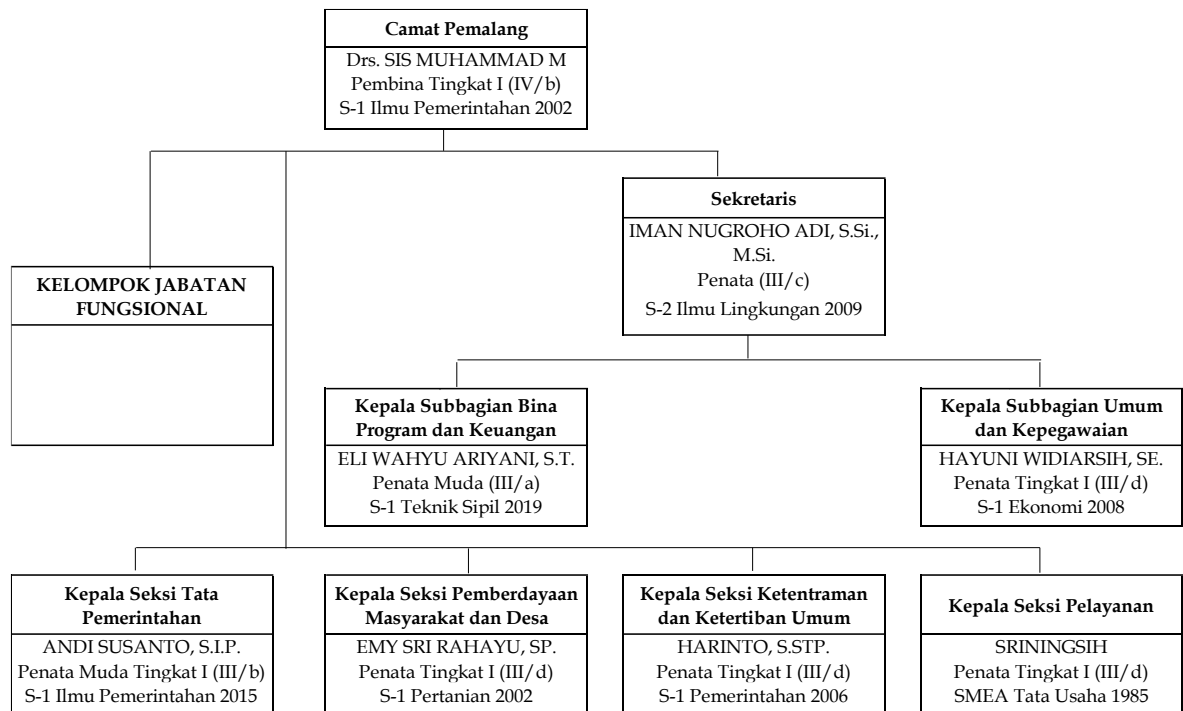 Camat Pemalang
Drs. SIS MUHAMMAD M
Pembina Tingkat I (IV/b)
S-1 Ilmu Pemerintahan 2002
Sekretaris
IMAN NUGROHO ADI, S.Si.,
M.Si.
Penata (III/c)
S-2 Ilmu Lingkungan 2009
KELOMPOK JABATAN
FUNGSIONAL
Kepala Subbagian Bina
Program dan Keuangan
ELI WAHYU ARIYANI, S.T.
Penata Muda (III/a)
S-1 Teknik Sipil 2019
Kepala Subbagian Umum
dan Kepegawaian
HAYUNI WIDIARSIH, SE.
Penata Tingkat I (III/d)
S-1 Ekonomi 2008
Kepala Seksi Tata
Pemerintahan
ANDI SUSANTO, S.I.P.
Penata Muda Tingkat I (III/b)
S-1 Ilmu Pemerintahan 2015
Kepala Seksi Pemberdayaan
Masyarakat dan Desa
EMY SRI RAHAYU, SP.
Penata Tingkat I (III/d)
S-1 Pertanian 2002
Kepala Seksi Ketentraman
dan Ketertiban Umum
HARINTO, S.STP.
Penata Tingkat I (III/d)
S-1 Pemerintahan 2006
Kepala Seksi Pelayanan
SRININGSIH
Penata Tingkat I (III/d)
SMEA Tata Usaha 1985